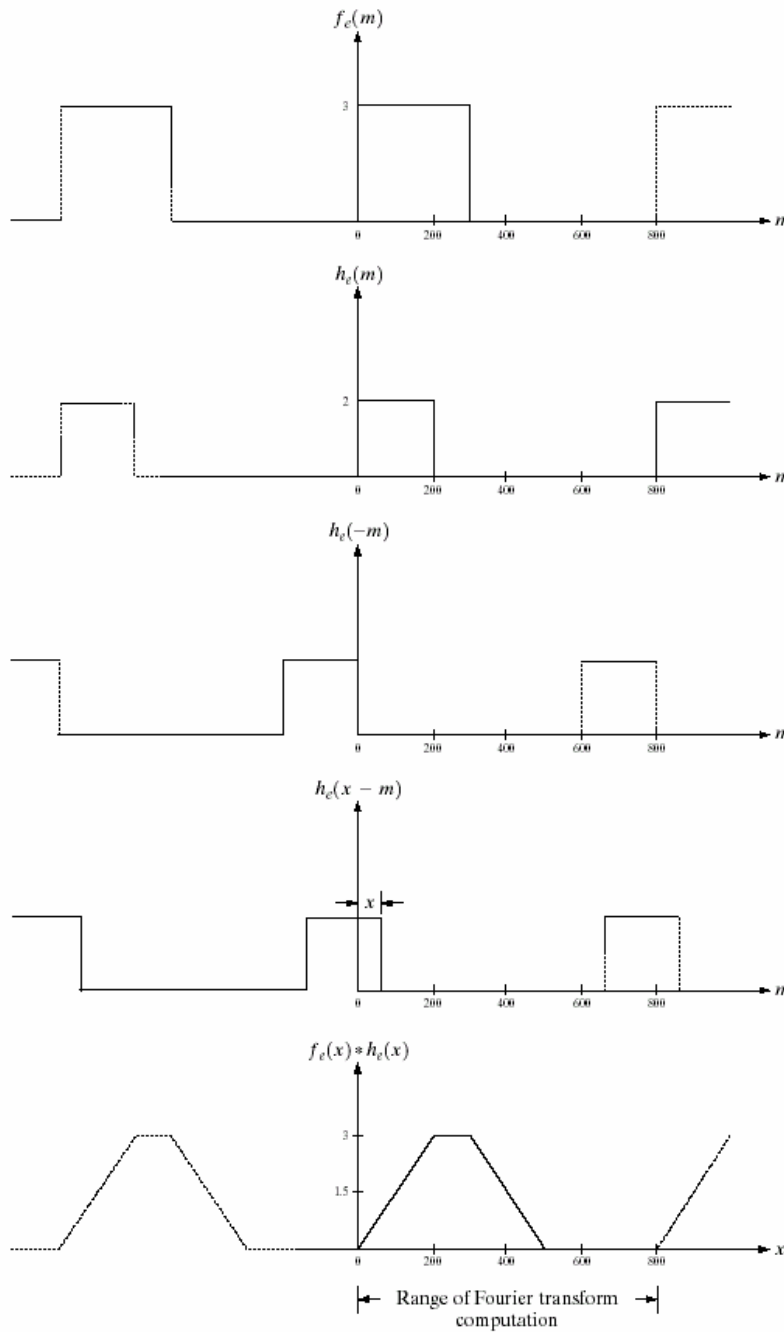 f_e(m)
3
0 200 400 600 800
m
h_e(m)
2
0 200 400 600 800
m
h_e(−m)
0 200 400 600 800
m
h_e(x − m)
x
0 200 400 600 800
m
f_e(x) * h_e(x)
3
1.5
0 200 400 600 800
x
Range of Fourier transform
computation